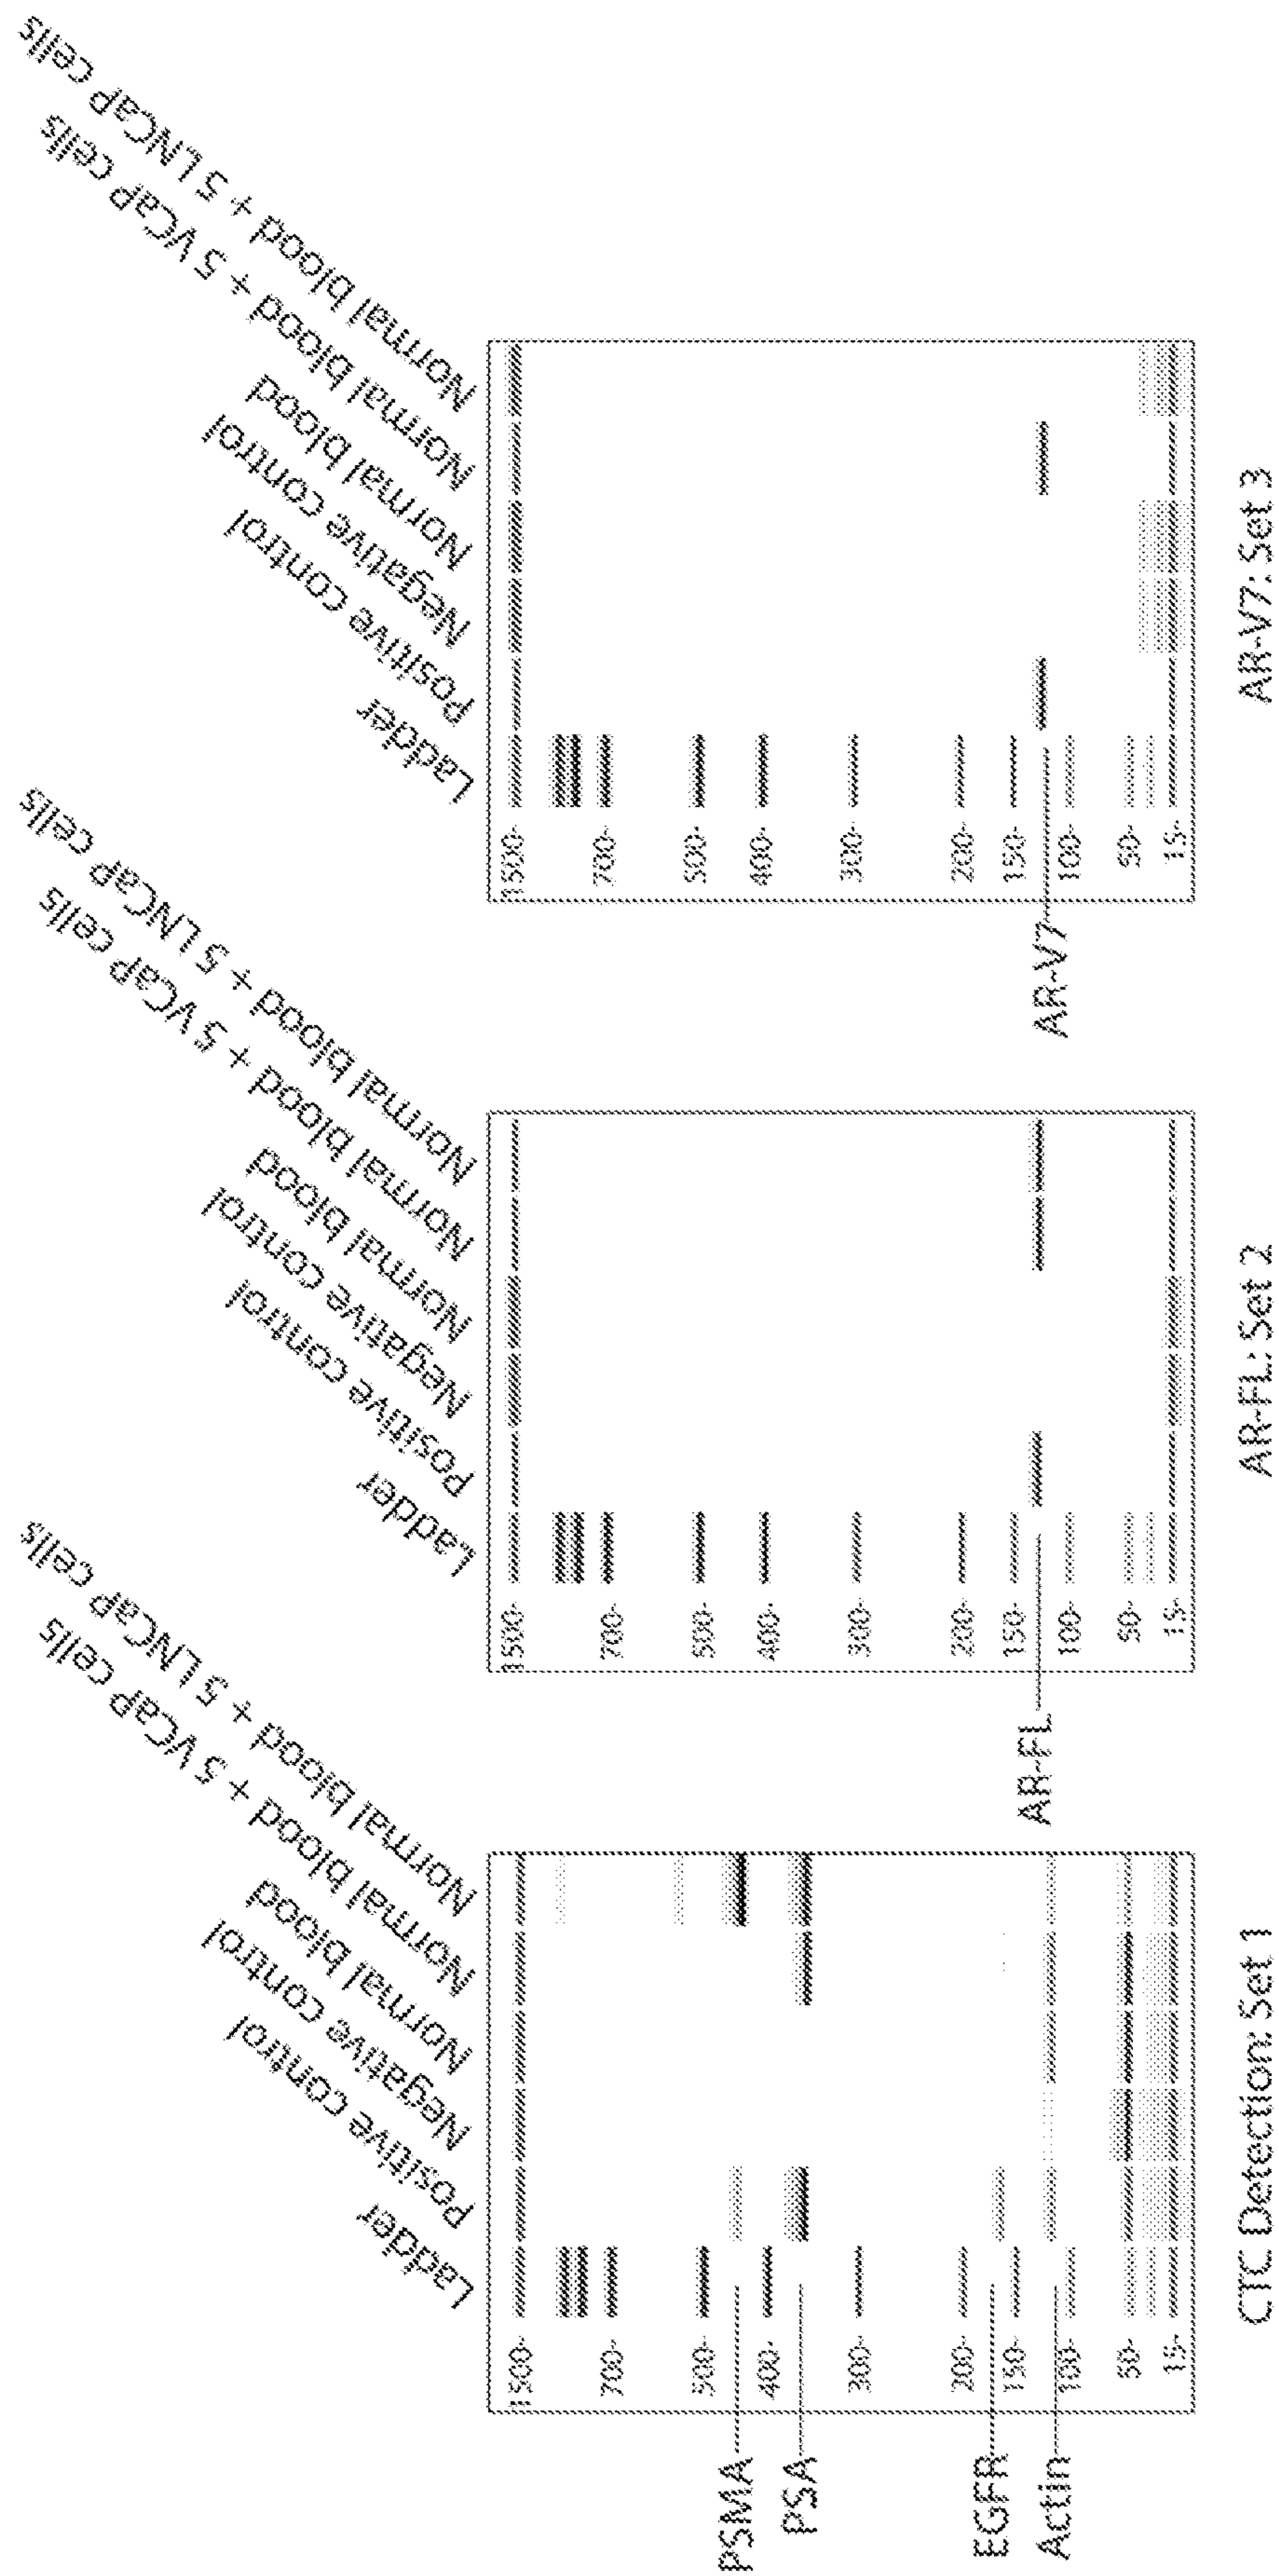 Ladder
Positive control
Negative control
Normal blood
Normal blood + 5 VCaP cells
Normal blood + 5 LNCaP cells
1500-
700-
500-
400-
300-
200-
150-
100-
50-
15-
PSMA
PSA
EGFR
Actin
CTC Detection: Set 1
Ladder
Positive control
Negative control
Normal blood
Normal blood + 5 VCaP cells
Normal blood + 5 LNCaP cells
1500-
700-
500-
400-
300-
200-
150-
100-
50-
15-
AR-FL
AR-FL: Set 2
Ladder
Positive control
Negative control
Normal blood
Normal blood + 5 VCaP cells
Normal blood + 5 LNCaP cells
1500-
700-
500-
400-
300-
200-
150-
100-
50-
15-
AR-V7
AR-V7: Set 3